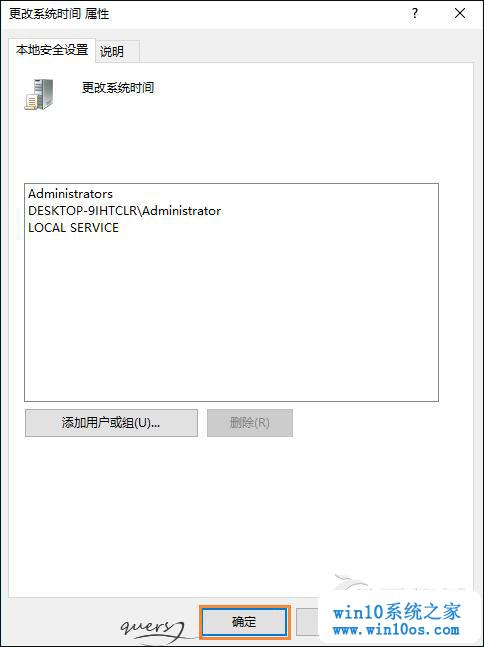 更改系统时间 属性
? ×
本地安全设置 说明
更改系统时间
Administrators
DESKTOP-9IHTCLR\Administrator
LOCAL SERVICE
添加用户或组(U)... 删除(R)
确定
query
win10系统之家
www.win10os.com